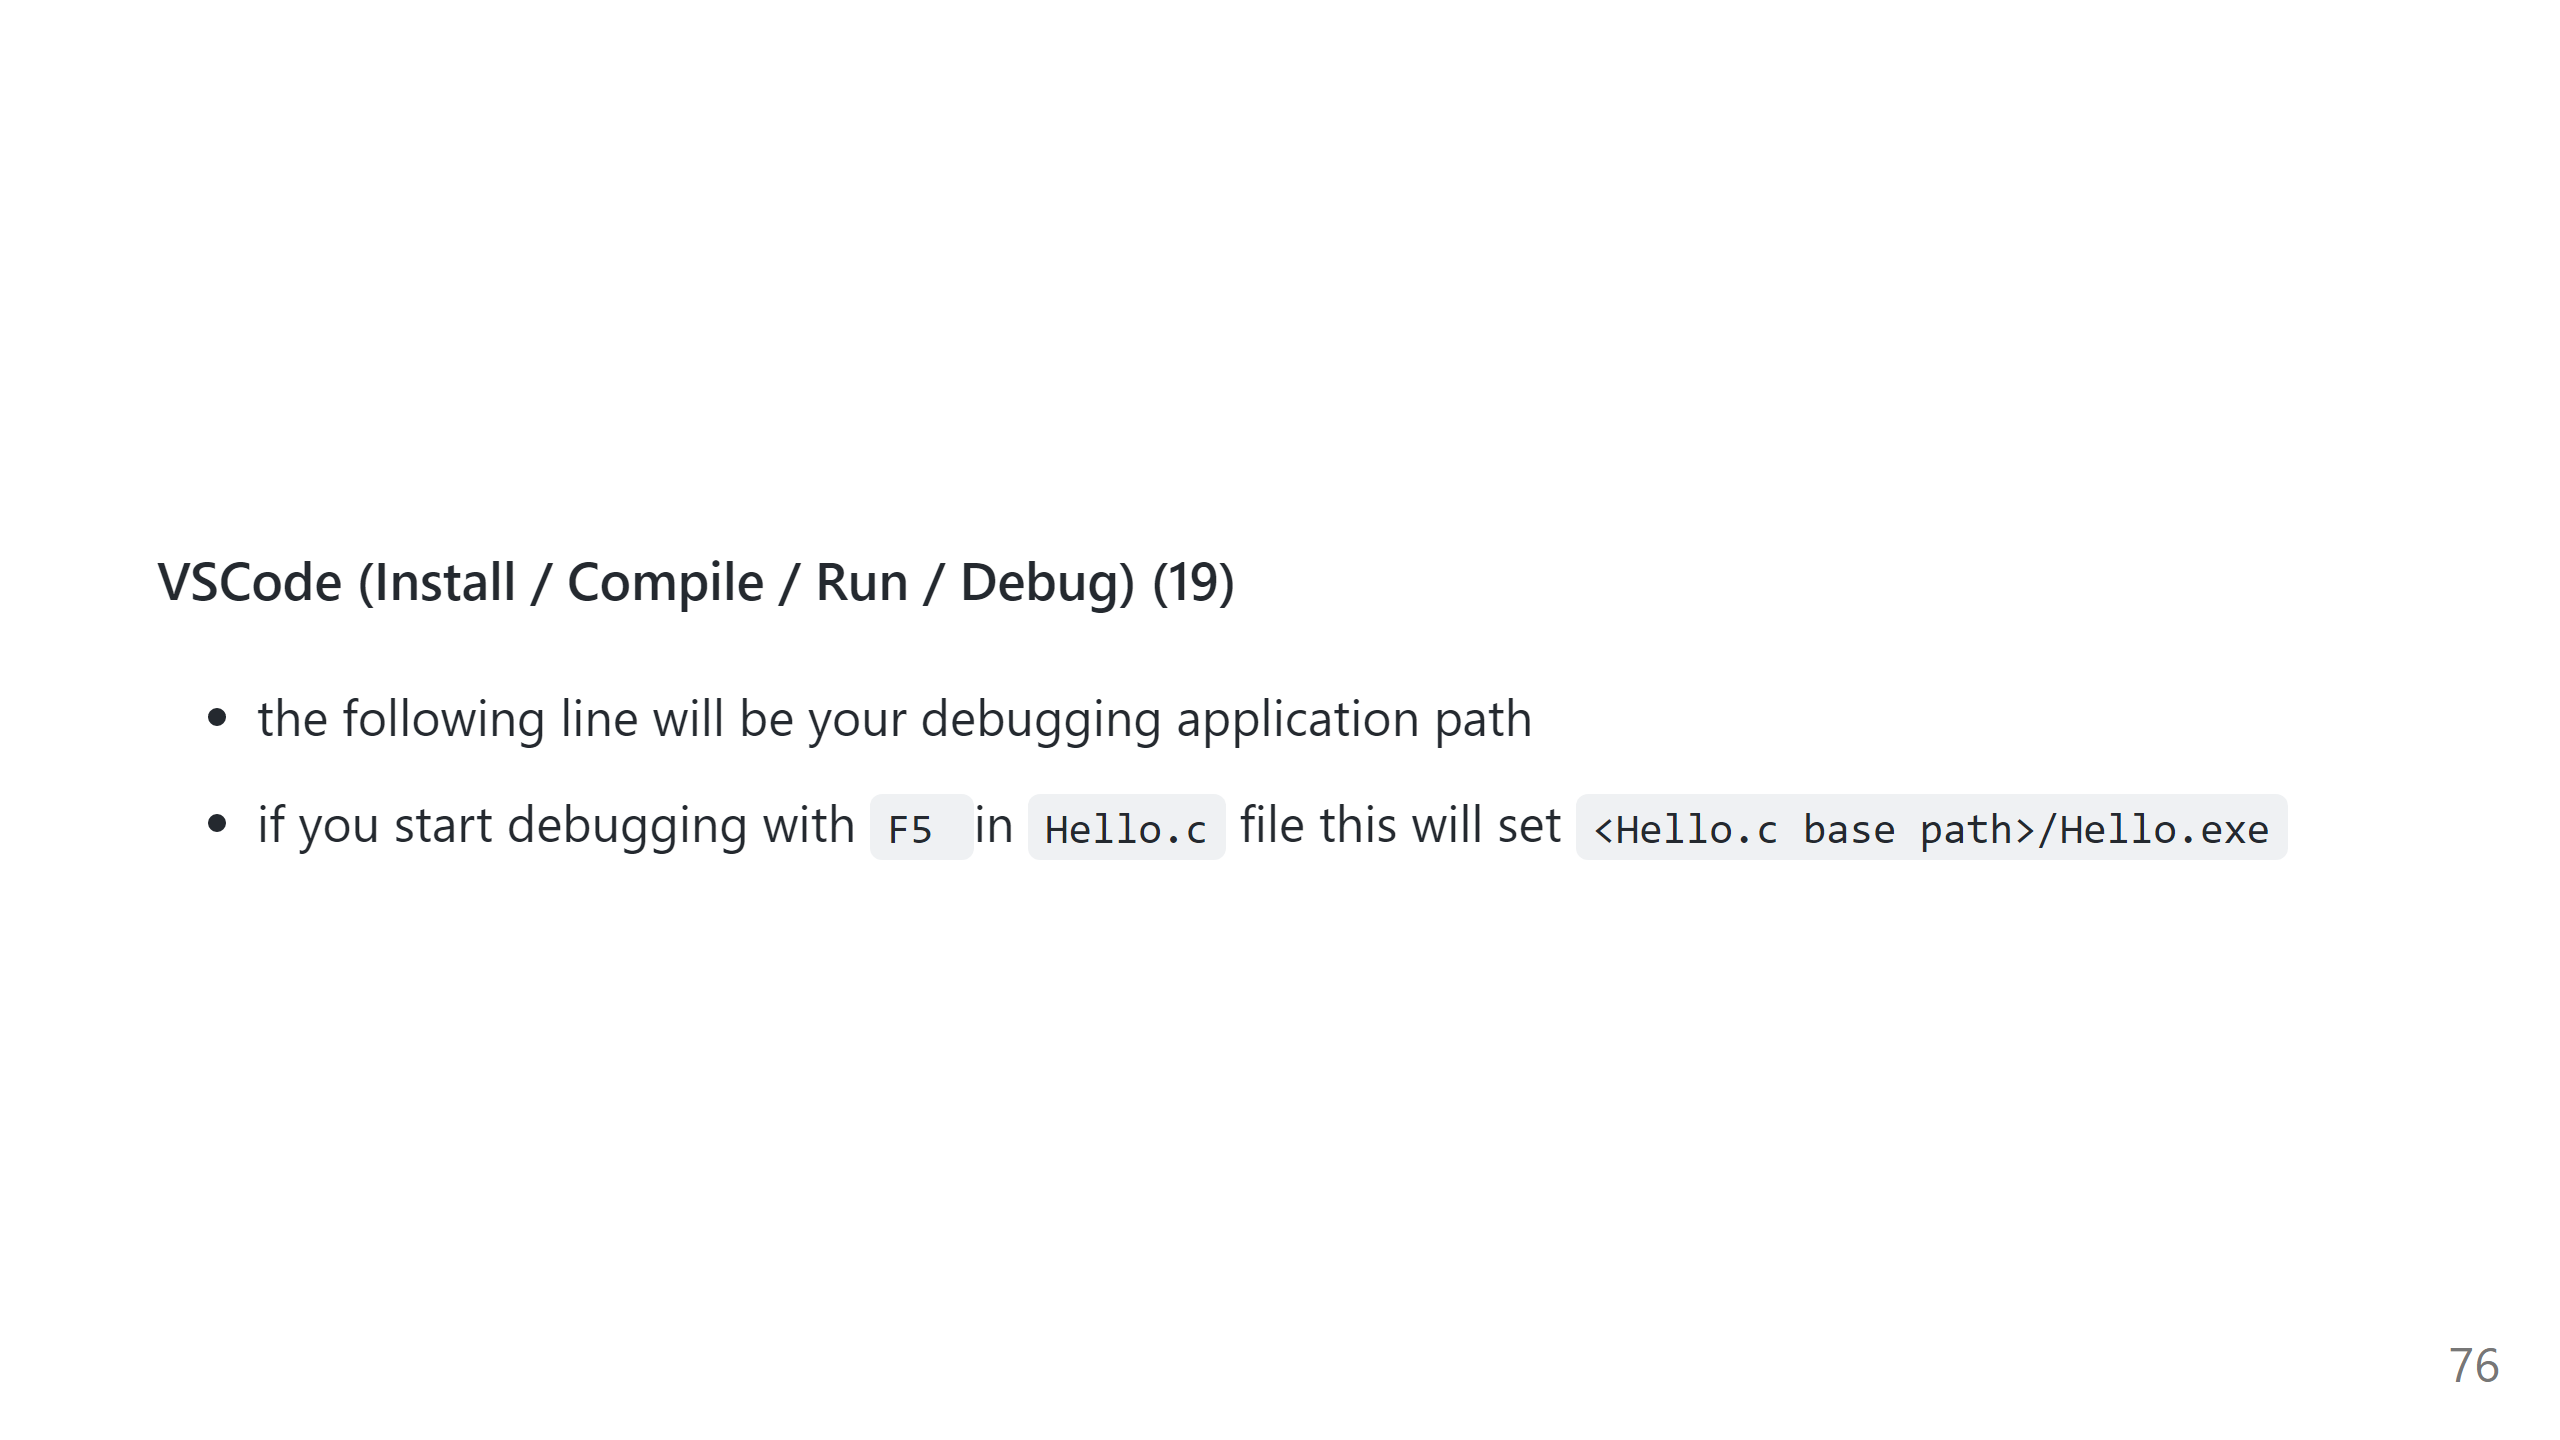 VSCode (Install / Compile / Run / Debug) (19)
• the following line will be your debugging application path
• if you start debugging with F5 in Hello.c file this will set <Hello.c base path>/Hello.exe
76